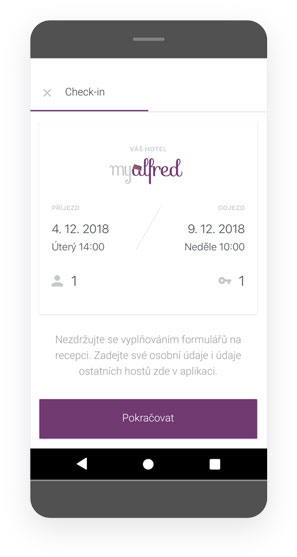 Check-in
VÁŠ HOTEL
myalfred
PŘÍJEZD
ODJEZD
4. 12. 2018
9. 12. 2018
Úterý 14:00
Neděle 10:00
1
1
Nezdržujte se vyplňováním formulářů na
recepci. Zadejte své osobní údaje i údaje
ostatních hostů zde v aplikaci.
Pokračovat